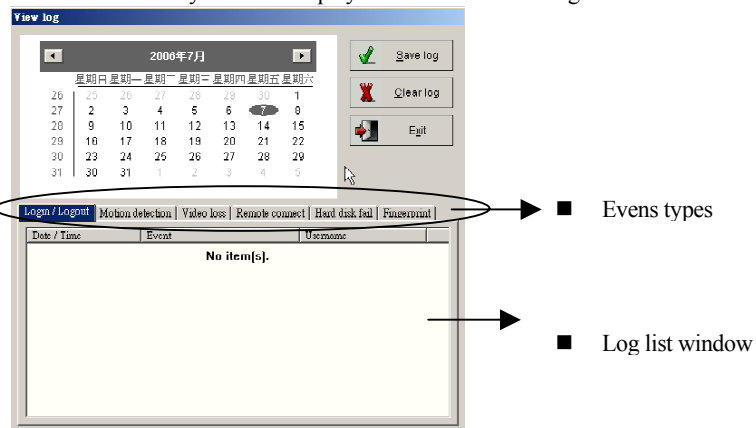 View log
2006年7月
星期日 星期一 星期二 星期三 星期四 星期五 星期六
26 25 26 27 28 29 30 1
27 2 3 4 5 6 7 8
28 9 10 11 12 13 14 15
29 16 17 18 19 20 21 22
30 23 24 25 26 27 28 29
31 30 31 1 2 3 4 5
Save log
Clear log
Exit
Login / Logout Motion detection Video loss Remote connect Hard disk fail Fingerprint
■ Evens types
Date / Time Event Username
No item[s].
■ Log list window